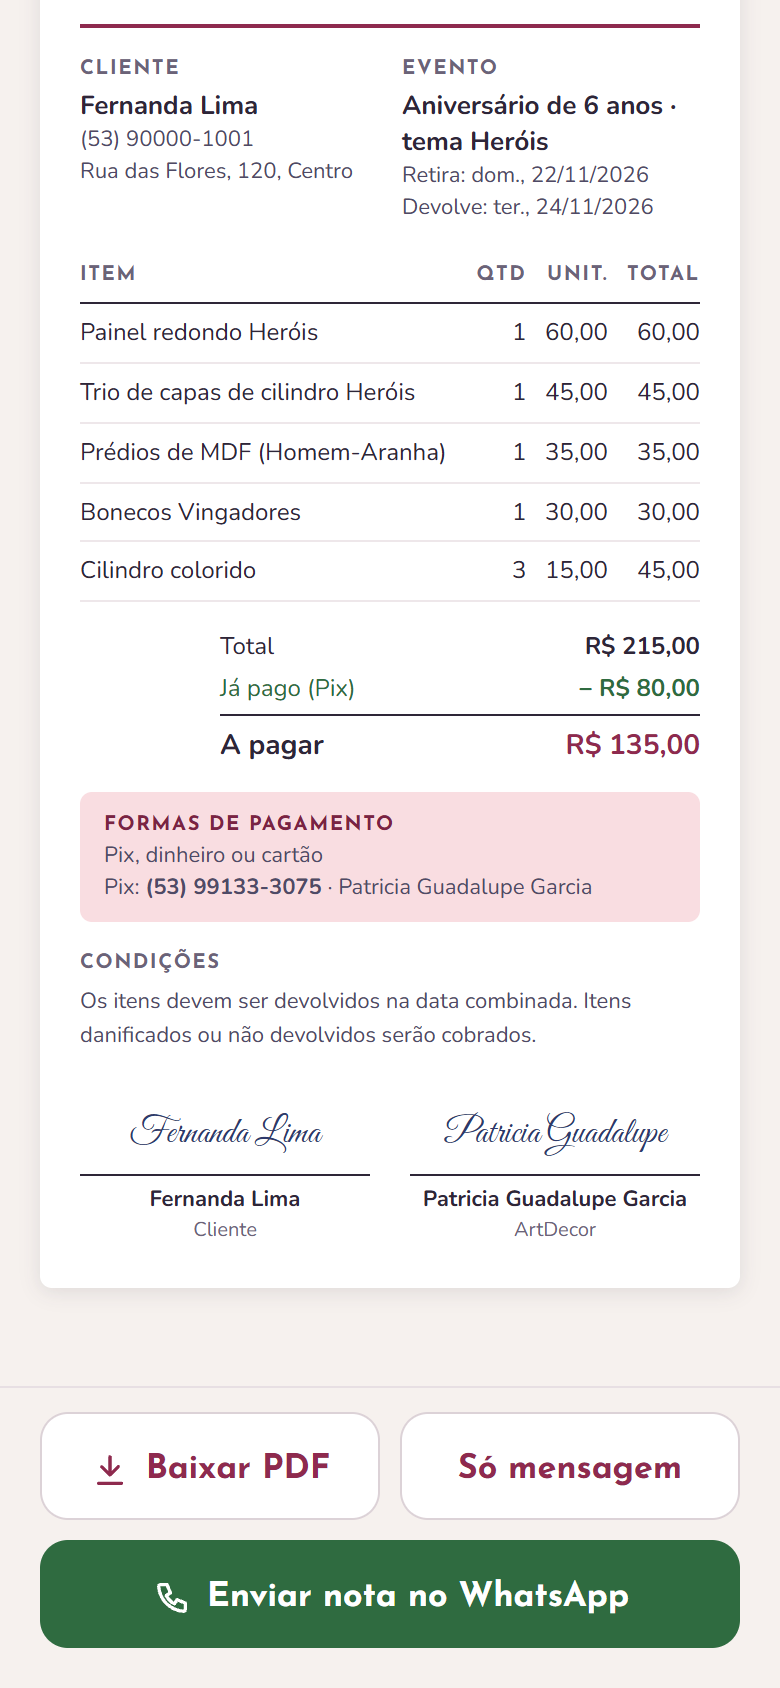 CLIENTE
Fernanda Lima
(53) 90000-1001
Rua das Flores, 120, Centro
EVENTO
Aniversário de 6 anos ·
tema Heróis
Retira: dom., 22/11/2026
Devolve: ter., 24/11/2026
ITEM QTD UNIT. TOTAL
Painel redondo Heróis 1 60,00 60,00
Trio de capas de cilindro Heróis 1 45,00 45,00
Prédios de MDF (Homem-Aranha) 1 35,00 35,00
Bonecos Vingadores 1 30,00 30,00
Cilindro colorido 3 15,00 45,00
Total R$ 215,00
Já pago (Pix) – R$ 80,00
A pagar R$ 135,00
FORMAS DE PAGAMENTO
Pix, dinheiro ou cartão
Pix: (53) 99133-3075 · Patricia Guadalupe Garcia
CONDIÇÕES
Os itens devem ser devolvidos na data combinada. Itens
danificados ou não devolvidos serão cobrados.
Fernanda Lima
Fernanda Lima
Cliente
Patricia Guadalupe
Patricia Guadalupe Garcia
ArtDecor
Baixar PDF
Só mensagem
Enviar nota no WhatsApp